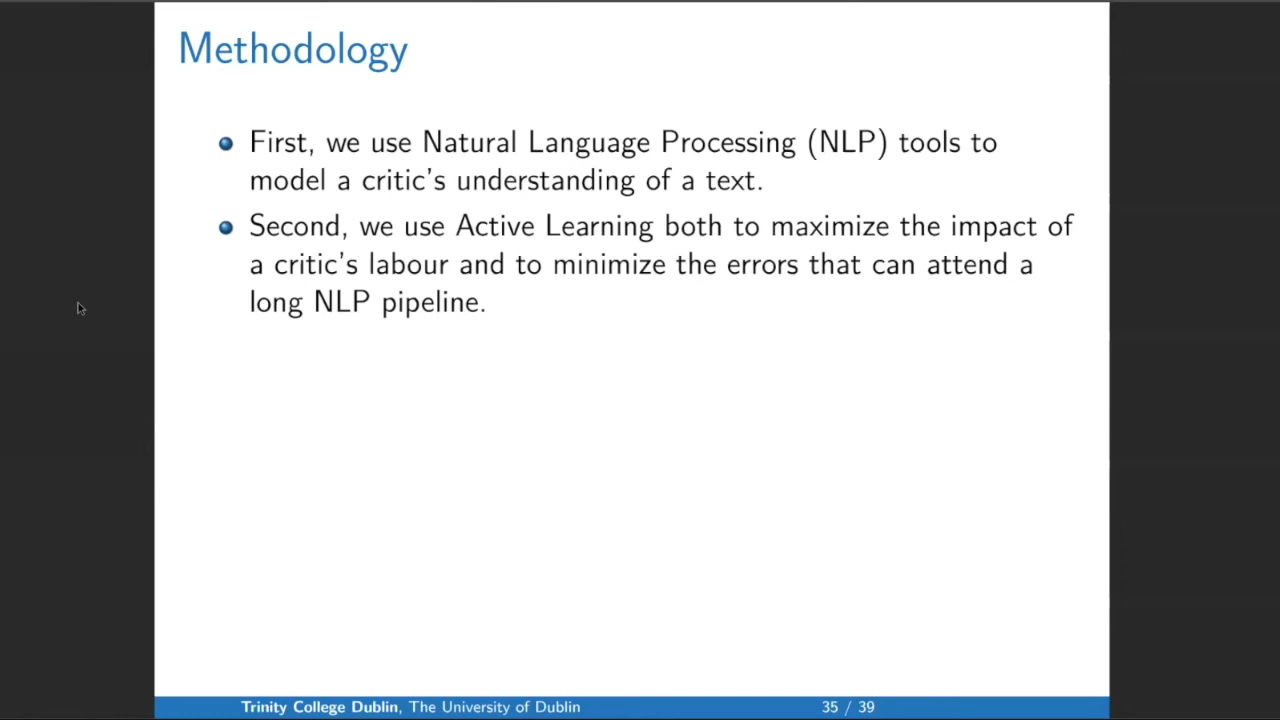 Methodology
First, we use Natural Language Processing (NLP) tools to
model a critic's understanding of a text.
Second, we use Active Learning both to maximize the impact of
a critic's labour and to minimize the errors that can attend a
long NLP pipeline.
Trinity College Dublin, The University of Dublin 35 / 39